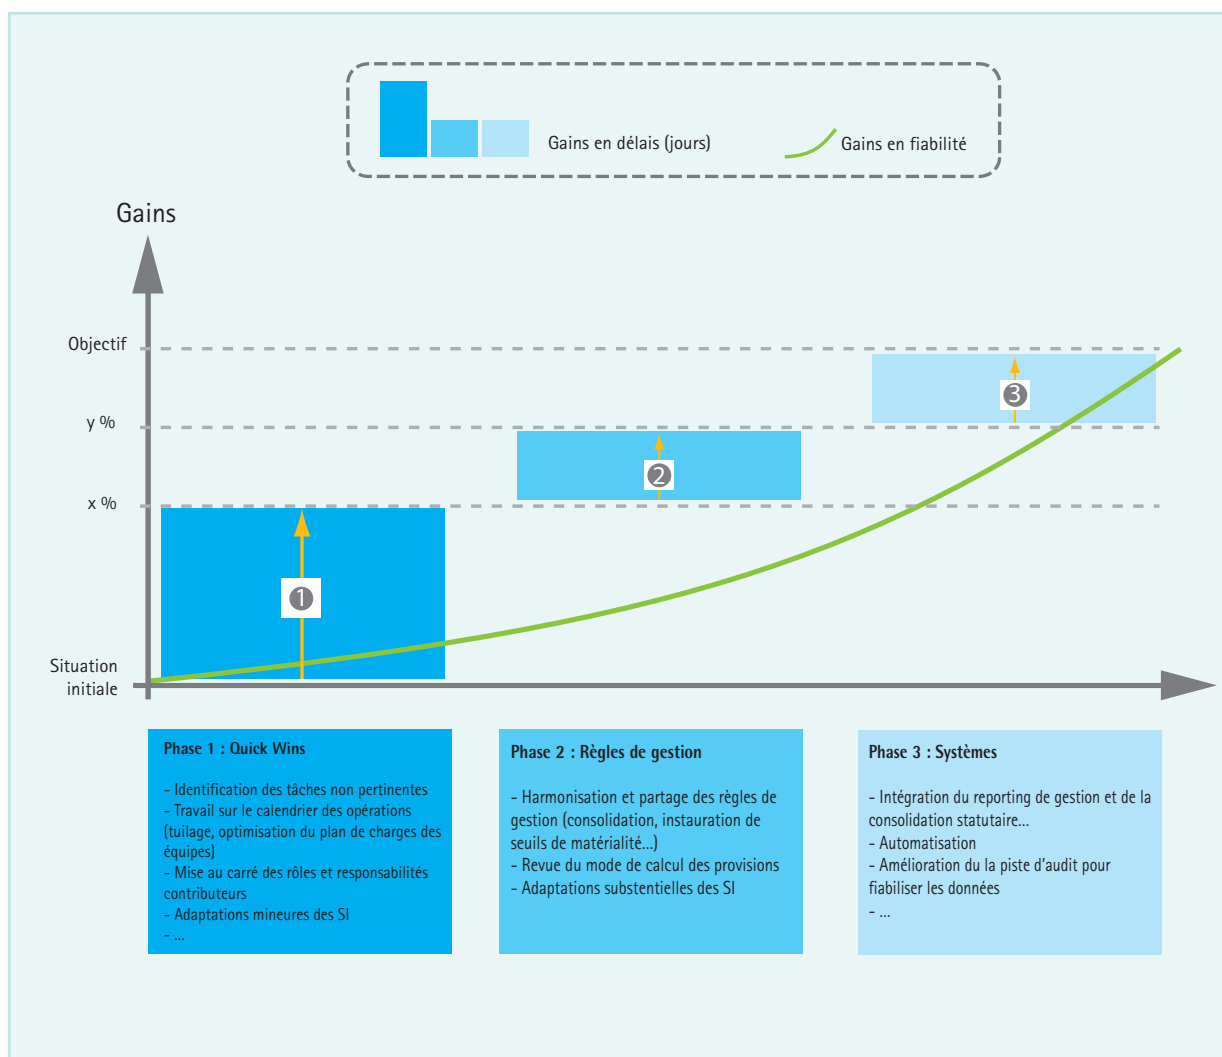 Gains en délais (jours)
Gains en fiabilité
Gains
Objectif
y %
x %
Situation
initiale
1
2
3
Phase 1 : Quick Wins
- Identification des tâches non pertinentes
- Travail sur le calendrier des opérations
(tuilage, optimisation du plan de charges des
équipes)
- Mise au carré des rôles et responsabilités
contributeurs
- Adaptations mineures des SI
- ...
Phase 2 : Règles de gestion
- Harmonisation et partage des règles de
gestion (consolidation, instauration de
seuils de matérialité...)
- Revue du mode de calcul des provisions
- Adaptations substentielles des SI
Phase 3 : Systèmes
- Intégration du reporting de gestion et de la
consolidation statutaire...
- Automatisation
- Amélioration du la piste d'audit pour
fiabiliser les données
- ...